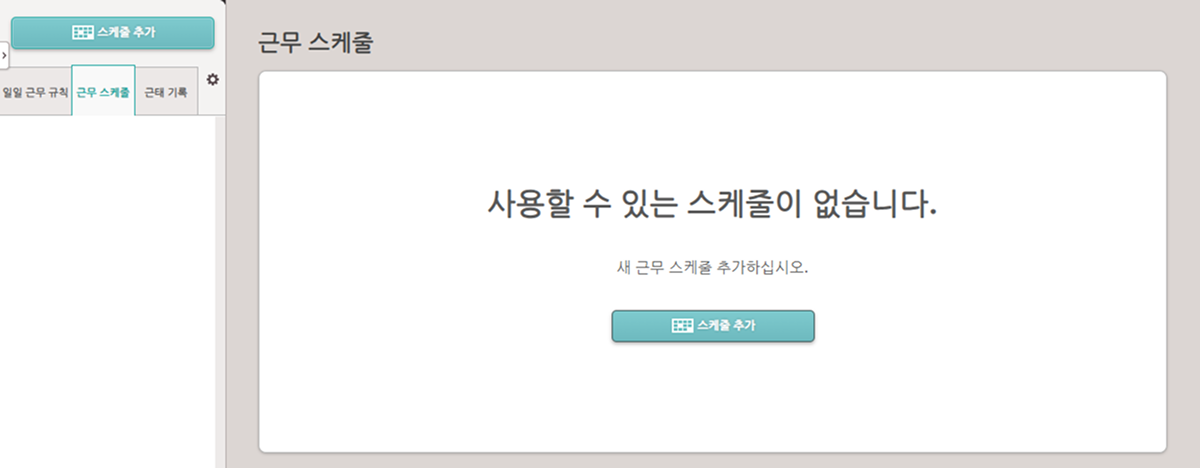 스케줄 추가
일일 근무 규칙
근무 스케줄
근태 기록
근무 스케줄
사용할 수 있는 스케줄이 없습니다.
새 근무 스케줄 추가하십시오.
스케줄 추가